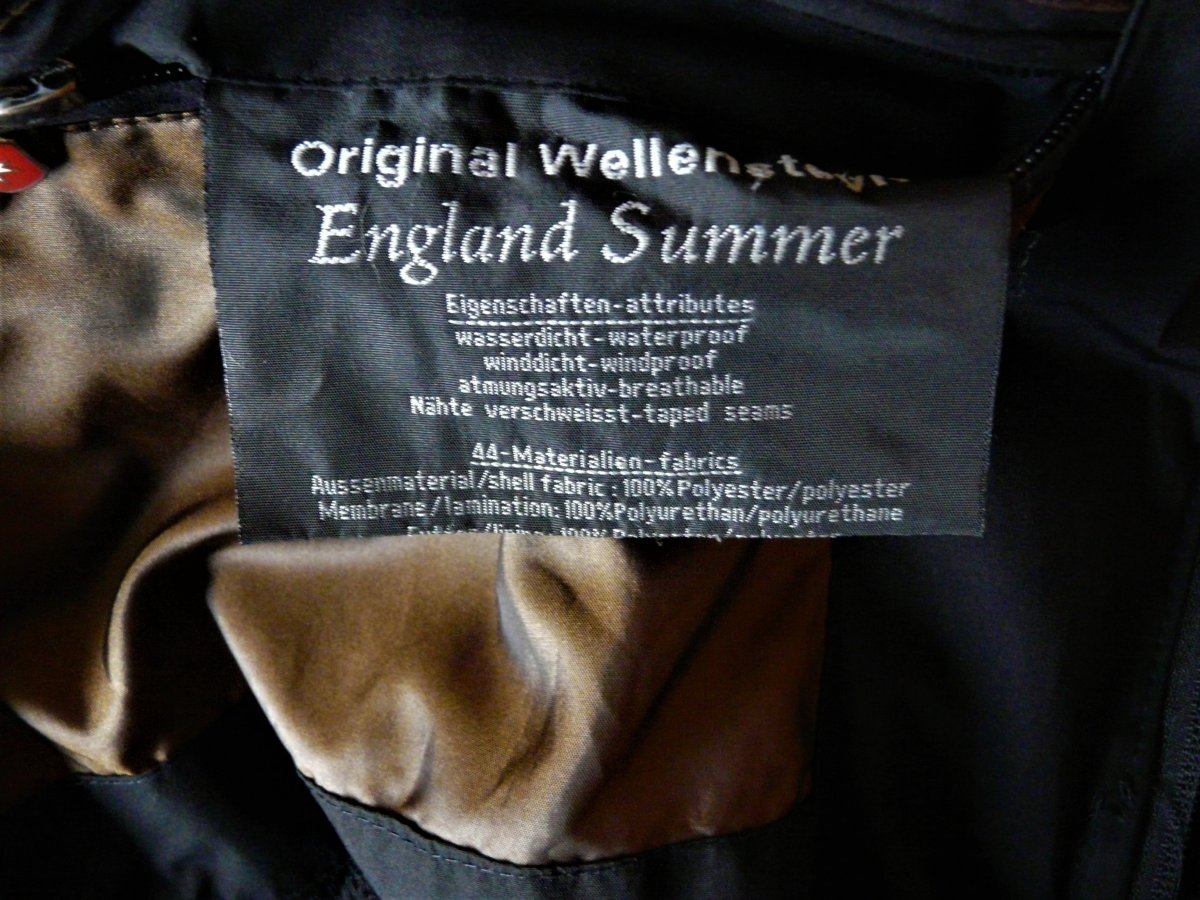 Original Wellensteyn
England Summer
Eigenschaften-attributes
wasserdicht-waterproof
winddicht-windproof
atmungsaktiv-breathable
Nähte verschweisst-taped seams
44-Materialien-fabrics
Aussenmaterial/shell fabric: 100%Polyester/polyester
Membrane/lamination: 100%Polyurethan/polyurethane